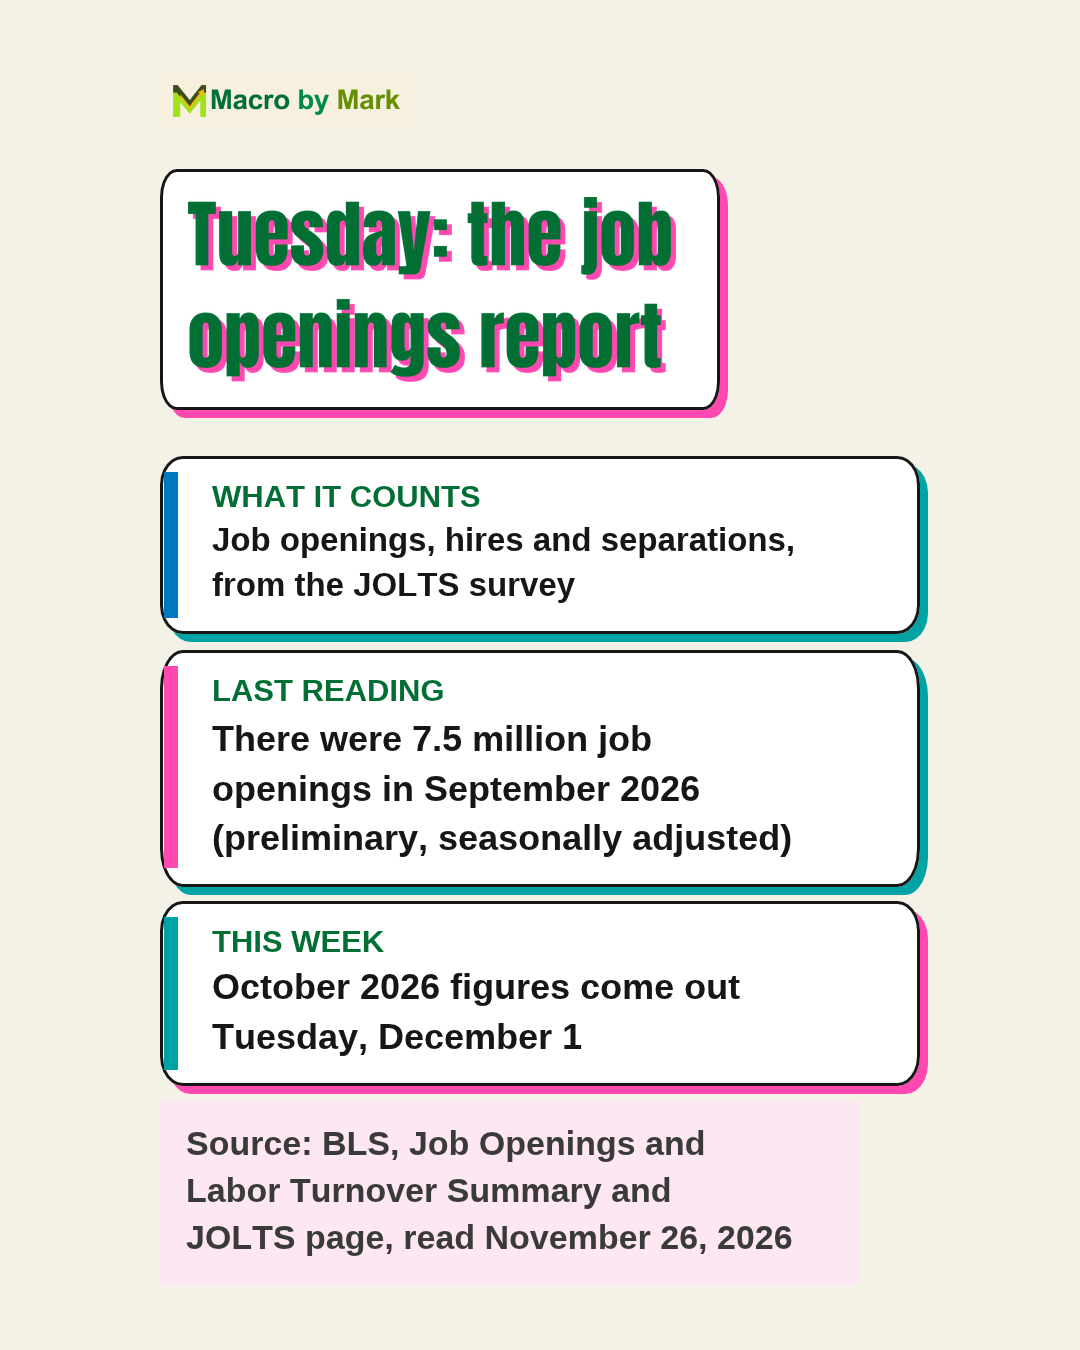 Macro by Mark
Tuesday: the job
openings report
WHAT IT COUNTS
Job openings, hires and separations,
from the JOLTS survey
LAST READING
There were 7.5 million job
openings in September 2026
(preliminary, seasonally adjusted)
THIS WEEK
October 2026 figures come out
Tuesday, December 1
Source: BLS, Job Openings and
Labor Turnover Summary and
JOLTS page, read November 26, 2026